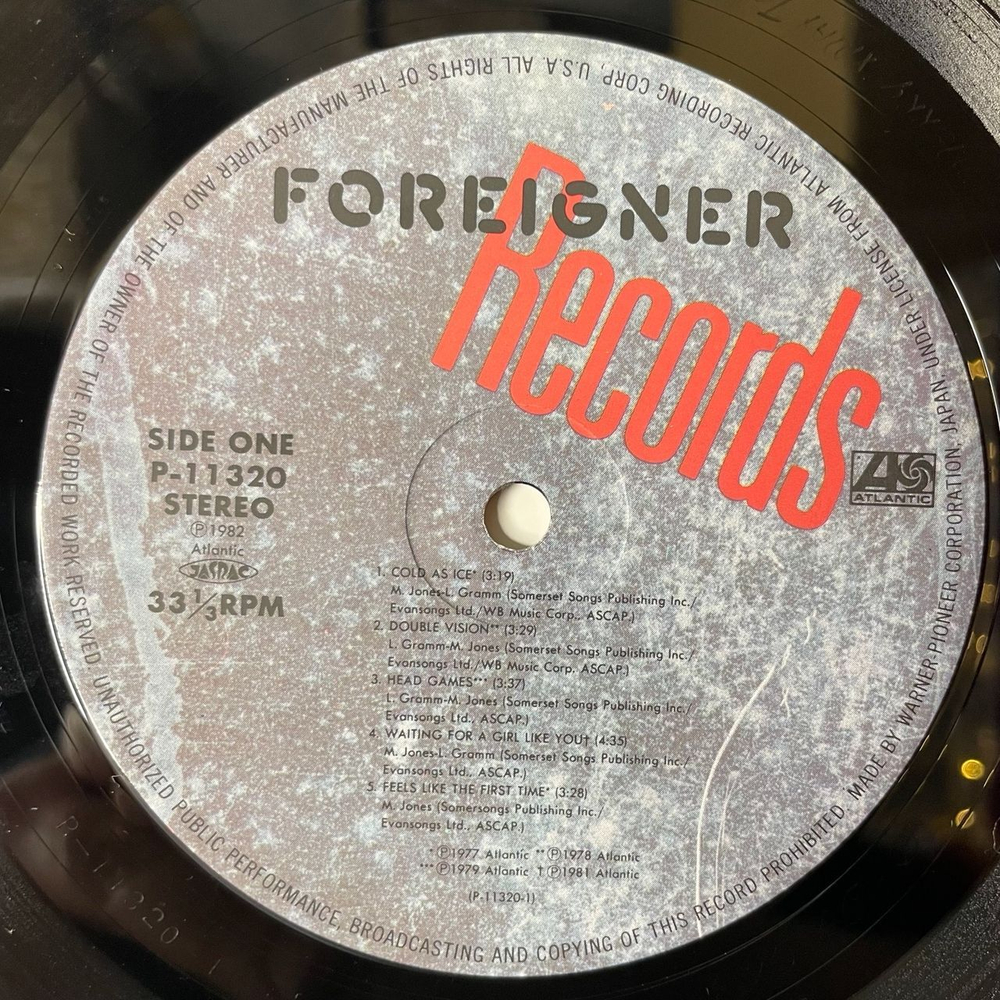 FOREIGNER
Records
SIDE ONE
P-11320
STEREO
Ⓟ1982
Atlantic
JASRAC
33 1/3 RPM
ATLANTIC
1. COLD AS ICE* (3:19)
M. Jones-L. Gramm (Somerset Songs Publishing Inc./
Evansongs Ltd./WB Music Corp., ASCAP.)
2. DOUBLE VISION** (3:29)
L. Gramm-M. Jones (Somerset Songs Publishing Inc./
Evansongs Ltd./WB Music Corp. ASCAP.)
3. HEAD GAMES*** (3:37)
L. Gramm-M. Jones (Somerset Songs Publishing Inc./
Evansongs Ltd., ASCAP.)
4. WAITING FOR A GIRL LIKE YOU† (4:35)
M. Jones-L. Gramm (Somerset Songs Publishing Inc./
Evansongs Ltd., ASCAP.)
5. FEELS LIKE THE FIRST TIME* (3:28)
M. Jones (Somersongs Publishing Inc./
Evansongs Ltd., ASCAP.)
*Ⓟ1977 Atlantic **Ⓟ1978 Atlantic
***Ⓟ1979 Atlantic †Ⓟ1981 Atlantic
(P-11320-1)
MADE BY WARNER-PIONEER CORPORATION, JAPAN, UNDER LICENSE FROM ATLANTIC RECORDING CORP., U.S.A. ALL RIGHTS OF THE MANUFACTURER AND OF THE OWNER OF THE RECORDED WORK RESERVED UNAUTHORIZED PUBLIC PERFORMANCE, BROADCASTING AND COPYING OF THIS RECORD PROHIBITED.
P-11320